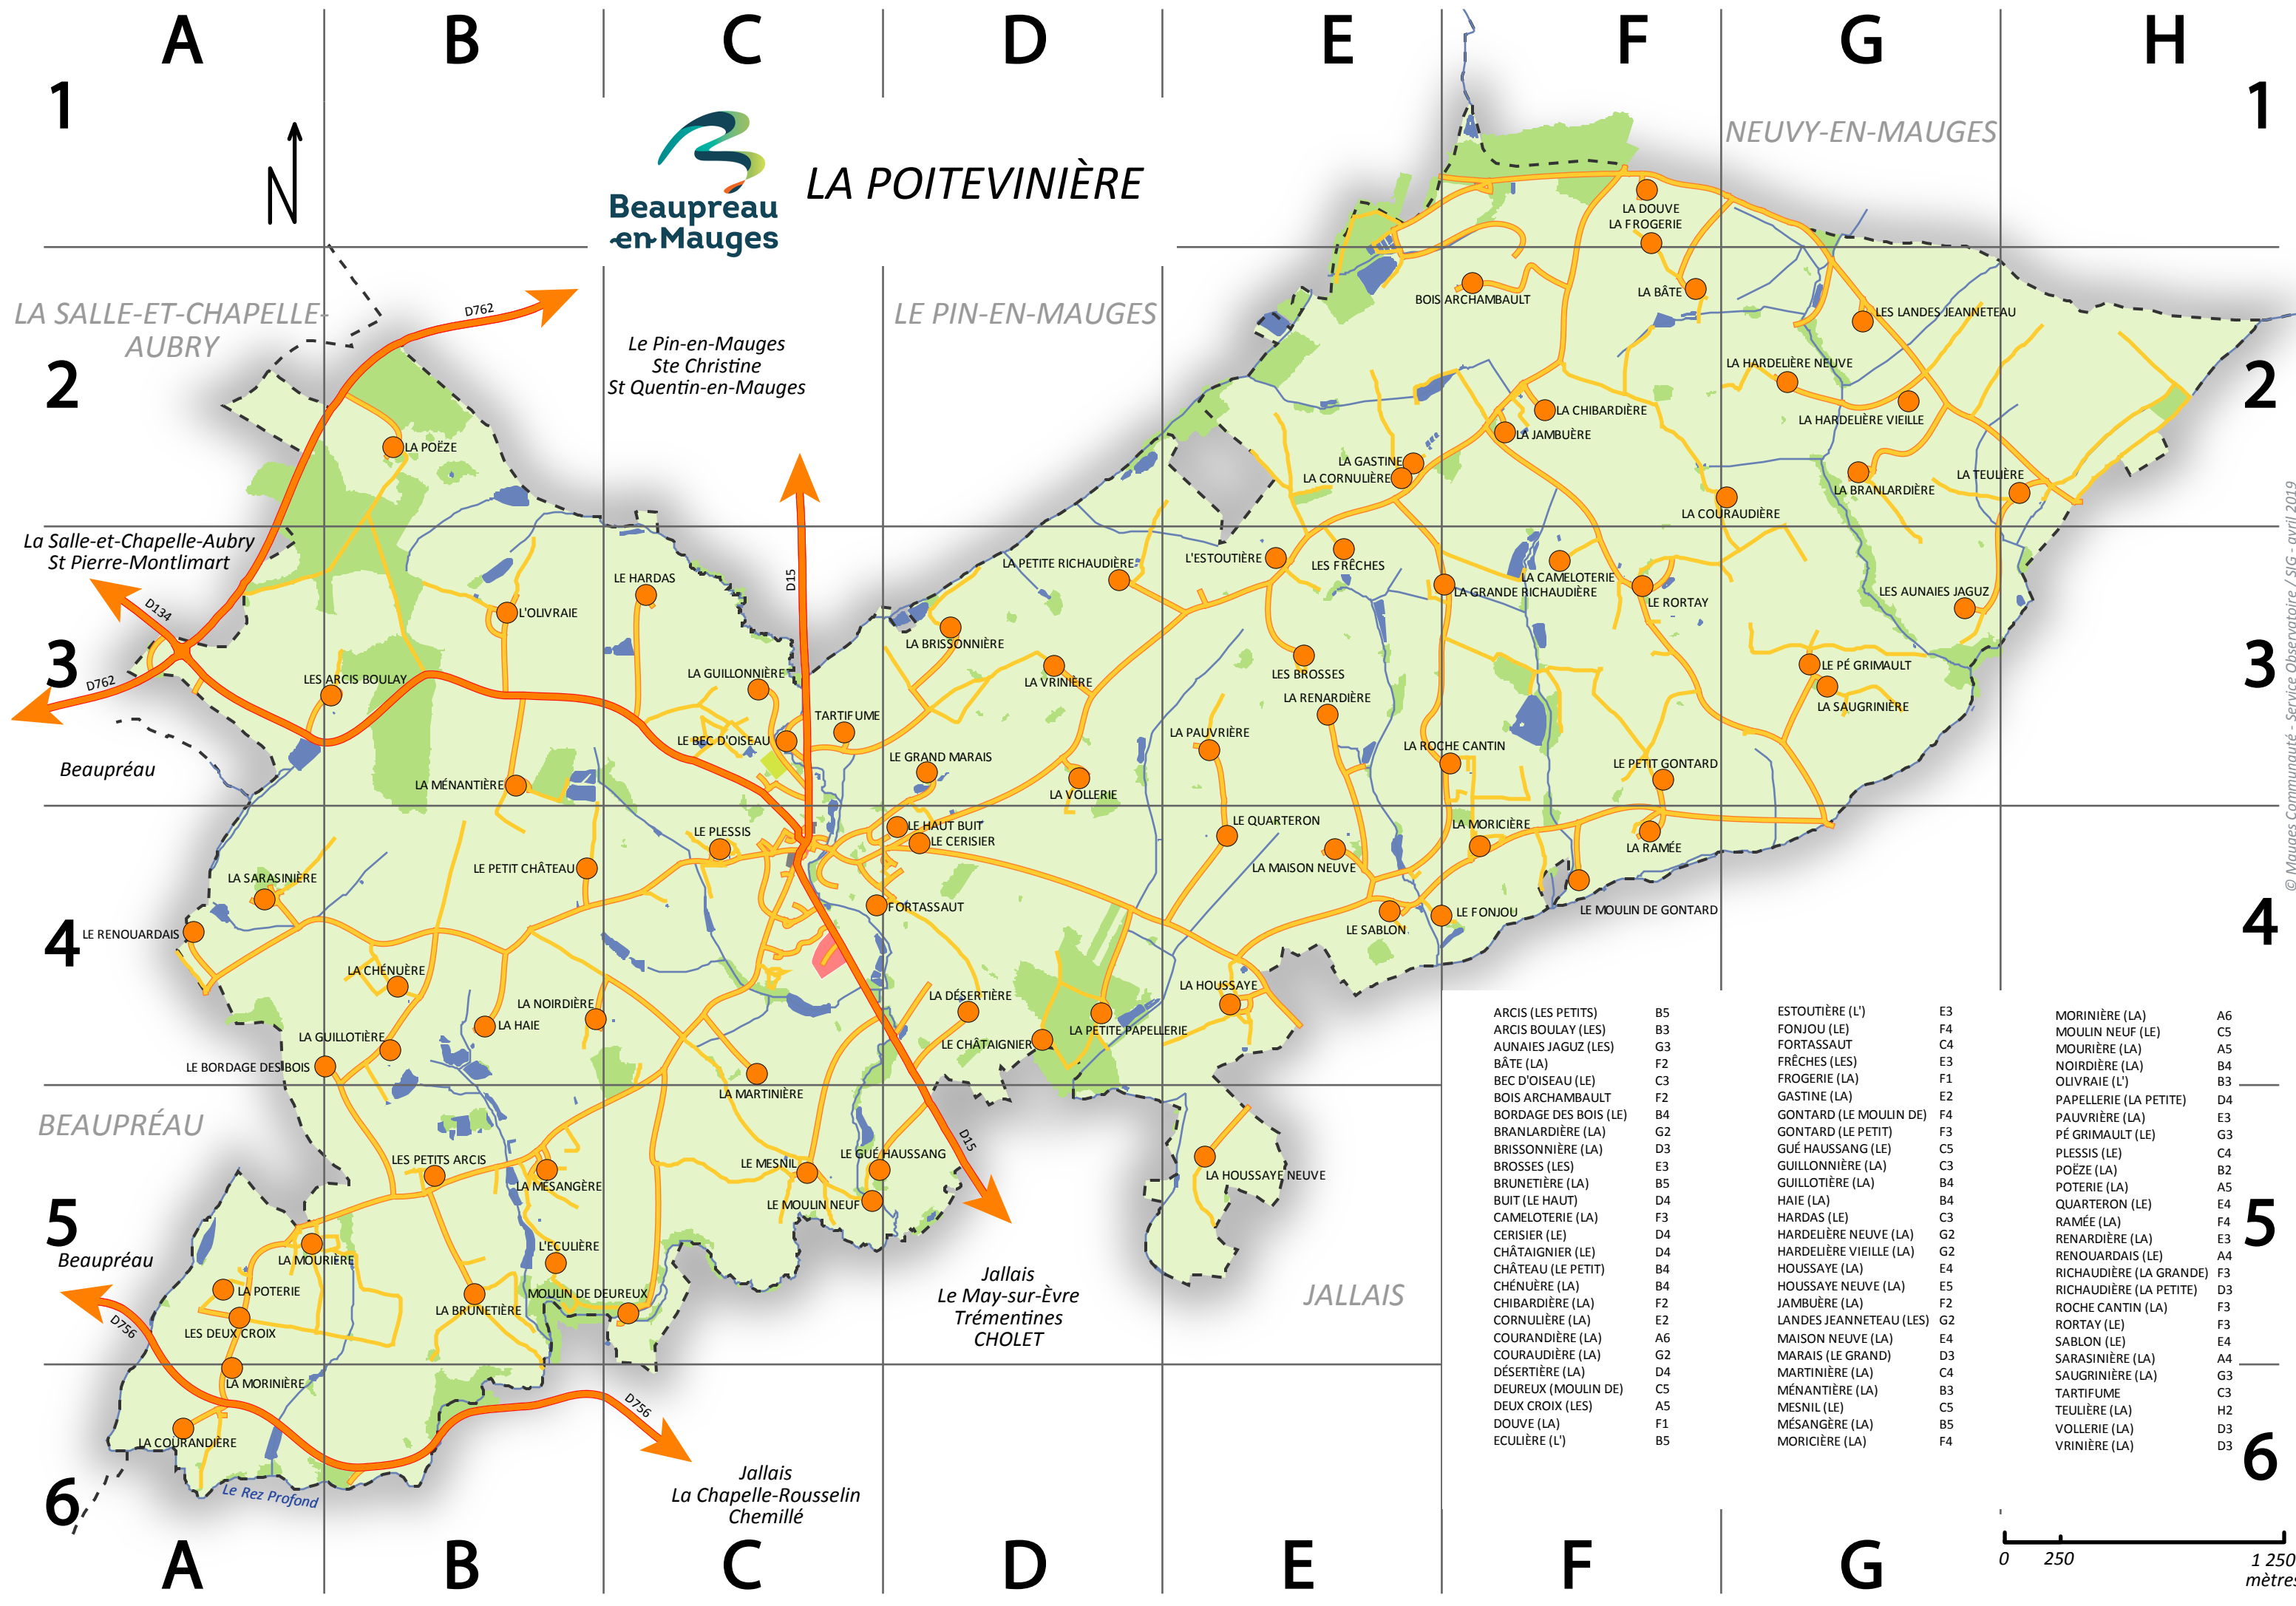 A
B
C
D
E
F
G
H
1
1
NEUVY-EN-MAUGES
N
Beaupreau
en Mauges
LA POITEVINIÈRE
LA DOUVE
LA FROGERIE
LA SALLE-ET-CHAPELLE-
AUBRY
D762
LE PIN-EN-MAUGES
Le Pin-en-Mauges
Ste Christine
St Quentin-en-Mauges
BOIS ARCHAMBAULT
LA BÂTE
LES LANDES JEANNETEAU
2
2
LA HARDELIÈRE NEUVE
LA CHIBARDIÈRE
LA HARDELIÈRE VIEILLE
LA JAMBUÈRE
LA POËZE
LA GASTINE
LA CORNULIÈRE
LA TEULIÈRE
LA BRANLARDIÈRE
LA COURAUDIÈRE
La Salle-et-Chapelle-Aubry
St Pierre-Montlimart
D134
D15
LE HARDAS
L'OLIVRAIE
LA PETITE RICHAUDIÈRE
L'ESTOUTIÈRE
LES FRÊCHES
LA CAMELOTERIE
LA GRANDE RICHAUDIÈRE
LE RORTAY
LES AUNAIES JAGUZ
LA BRISSONNIÈRE
3
3
D762
LES ARCIS BOULAY
LA GUILLONNIÈRE
LA VRINIÈRE
LES BROSSES
LE PÉ GRIMAULT
LA RENARDIÈRE
LA SAUGRINIÈRE
TARTIFUME
LE BEC D'OISEAU
LA PAUVRIÈRE
LA ROCHE CANTIN
Beaupréau
LE GRAND MARAIS
LE PETIT GONTARD
LA MÉNANTIÈRE
LA VOLLERIE
LE PLESSIS
LE HAUT BUIT
LE CERISIER
LE QUARTERON
LA MORICIÈRE
LA RAMÉE
LE PETIT CHÂTEAU
LA MAISON NEUVE
LA SARASINIÈRE
FORTASSAUT
LE FONJOU
LE MOULIN DE GONTARD
LE SABLON
4
4
LE RENOUARDAIS
LA CHÉNUÈRE
LA HOUSSAYE
LA NOIRDIÈRE
LA DÉSERTIÈRE
LA HAIE
LA PETITE PAPELLERIE
LA GUILLOTIÈRE
LE CHÂTAIGNIER
LE BORDAGE DES BOIS
LA MARTINIÈRE
BEAUPRÉAU
D15
LES PETITS ARCIS
LE MESNIL
LE GUÉ HAUSSANG
LA MÉSANGÈRE
LA HOUSSAYE NEUVE
LE MOULIN NEUF
5
5
Beaupréau
LA MOURIÈRE
L'ECULIÈRE
LA POTERIE
MOULIN DE DEUREUX
LA BRUNETIÈRE
LES DEUX CROIX
D756
Jallais
Le May-sur-Èvre
Trémentines
CHOLET
JALLAIS
LA MORINIÈRE
D756
LA COURANDIÈRE
Le Rez Profond
6
6
Jallais
La Chapelle-Rousselin
Chemillé
ARCIS (LES PETITS) B5
ARCIS BOULAY (LES) B3
AUNAIES JAGUZ (LES) G3
BÂTE (LA) F2
BEC D'OISEAU (LE) C3
BOIS ARCHAMBAULT F2
BORDAGE DES BOIS (LE) B4
BRANLARDIÈRE (LA) G2
BRISSONNIÈRE (LA) D3
BROSSES (LES) E3
BRUNETIÈRE (LA) B5
BUIT (LE HAUT) D4
CAMELOTERIE (LA) F3
CERISIER (LE) D4
CHÂTAIGNIER (LE) D4
CHÂTEAU (LE PETIT) B4
CHÉNUÈRE (LA) B4
CHIBARDIÈRE (LA) F2
CORNULIÈRE (LA) E2
COURANDIÈRE (LA) A6
COURAUDIÈRE (LA) G2
DÉSERTIÈRE (LA) D4
DEUREUX (MOULIN DE) C5
DEUX CROIX (LES) A5
DOUVE (LA) F1
ECULIÈRE (L') B5
ESTOUTIÈRE (L') E3
FONJOU (LE) F4
FORTASSAUT C4
FRÊCHES (LES) E3
FROGERIE (LA) F1
GASTINE (LA) E2
GONTARD (LE MOULIN DE) F4
GONTARD (LE PETIT) F3
GUÉ HAUSSANG (LE) C5
GUILLONNIÈRE (LA) C3
GUILLOTIÈRE (LA) B4
HAIE (LA) B4
HARDAS (LE) C3
HARDELIÈRE NEUVE (LA) G2
HARDELIÈRE VIEILLE (LA) G2
HOUSSAYE (LA) E4
HOUSSAYE NEUVE (LA) E5
JAMBUÈRE (LA) F2
LANDES JEANNETEAU (LES) G2
MAISON NEUVE (LA) E4
MARAIS (LE GRAND) D3
MARTINIÈRE (LA) C4
MÉNANTIÈRE (LA) B3
MESNIL (LE) C5
MÉSANGÈRE (LA) B5
MORICIÈRE (LA) F4
MORINIÈRE (LA) A6
MOULIN NEUF (LE) C5
MOURIÈRE (LA) A5
NOIRDIÈRE (LA) B4
OLIVRAIE (L') B3
PAPELLERIE (LA PETITE) D4
PAUVRIÈRE (LA) E3
PÉ GRIMAULT (LE) G3
PLESSIS (LE) C4
POËZE (LA) B2
POTERIE (LA) A5
QUARTERON (LE) E4
RAMÉE (LA) F4
RENARDIÈRE (LA) E3
RENOUARDAIS (LE) A4
RICHAUDIÈRE (LA GRANDE) F3
RICHAUDIÈRE (LA PETITE) D3
ROCHE CANTIN (LA) F3
RORTAY (LE) F3
SABLON (LE) E4
SARASINIÈRE (LA) A4
SAUGRINIÈRE (LA) G3
TARTIFUME C3
TEULIÈRE (LA) H2
VOLLERIE (LA) D3
VRINIÈRE (LA) D3
© Mauges Communauté - Service Observatoire / SIG - avril 2019
A
B
C
D
E
F
G
0 250 1 250
mètres